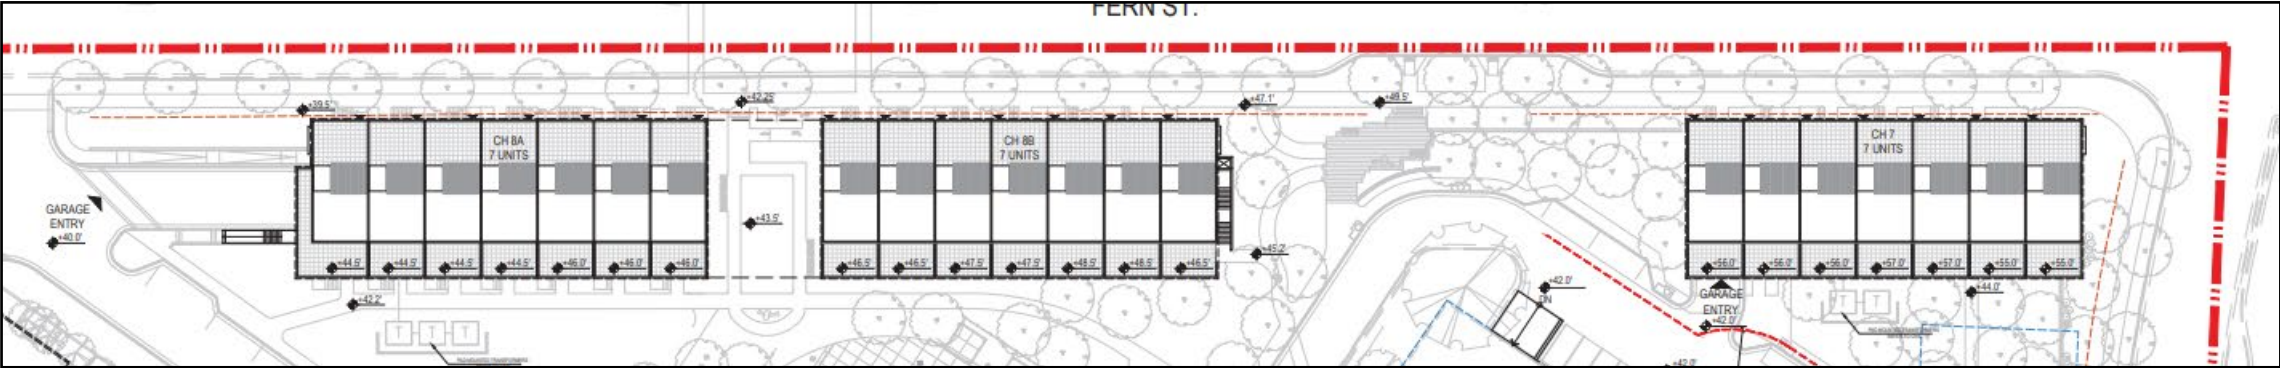 FERN ST.
+39.5'
+42.25'
+47.1'
+49.5'
CH 8A
7 UNITS
CH 8B
7 UNITS
CH 7
7 UNITS
GARAGE
ENTRY
+40.0'
+43.5'
+45.2'
+44.5'
+44.5'
+44.5'
+44.5'
+46.0'
+46.0'
+46.0'
+46.5'
+46.5'
+47.5'
+47.5'
+48.5'
+48.5'
+46.5'
+56.0'
+56.0'
+56.0'
+57.0'
+57.0'
+55.0'
+55.0'
+42.2'
+42.0'
DN
GARAGE
ENTRY
+42.0'
+44.0'
T T T
T T
+42.0'